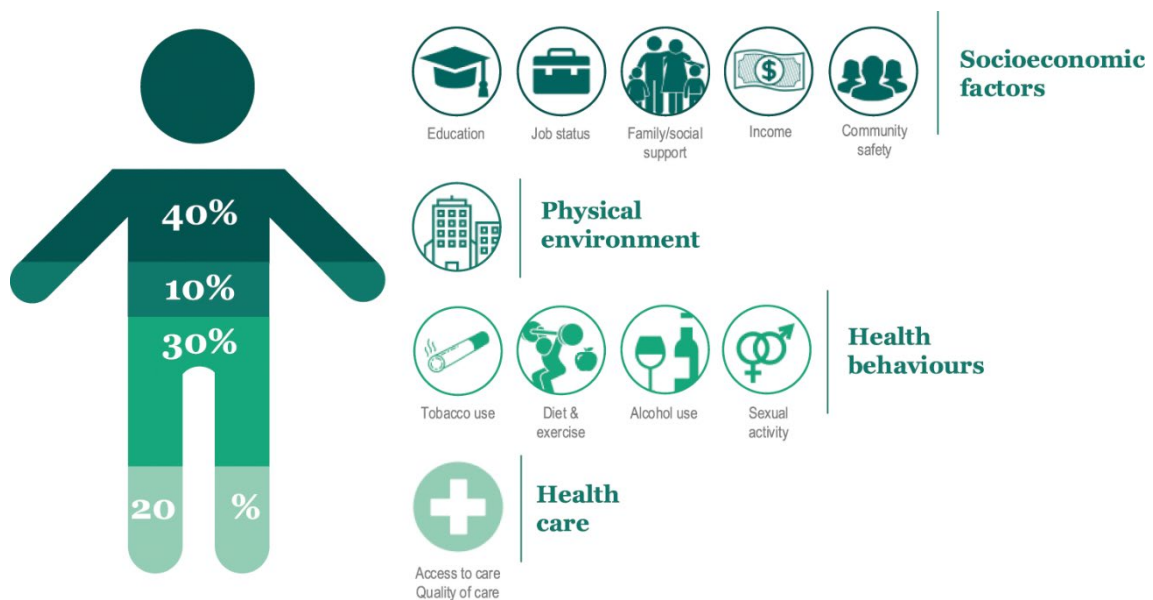 Education
Job status
Family/social
support
Income
Community
safety
Socioeconomic
factors
40%
10%
30%
20 %
Physical
environment
Tobacco use
Diet &
exercise
Alcohol use
Sexual
activity
Health
behaviours
Access to care
Quality of care
Health
care
$